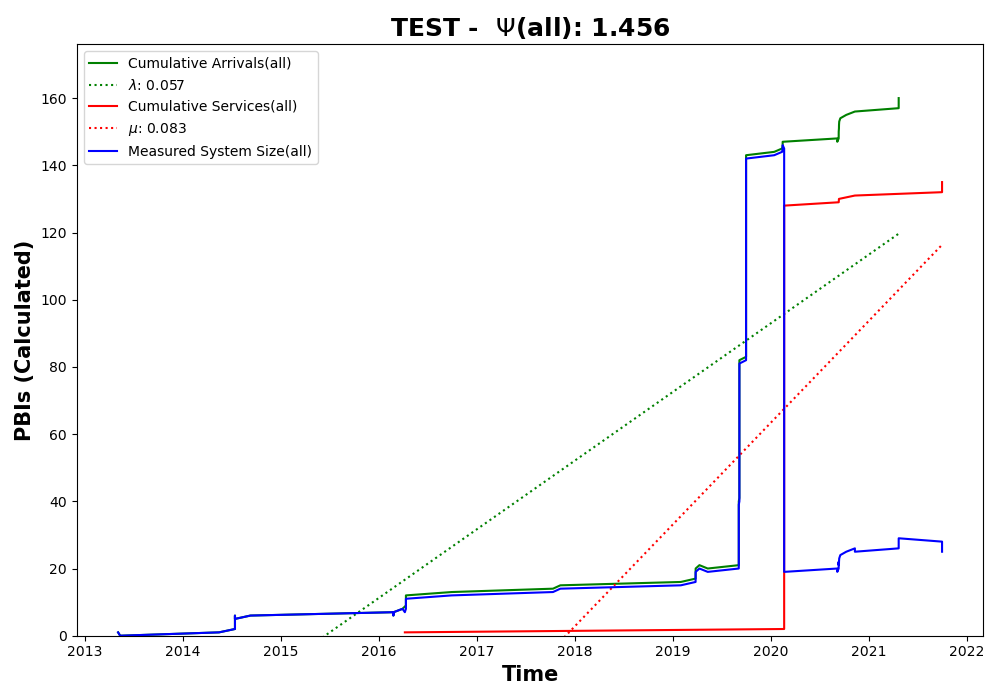 TEST - Ψ(all): 1.456
Cumulative Arrivals(all)
λ: 0.057
Cumulative Services(all)
μ: 0.083
Measured System Size(all)
PBIs (Calculated)
160
140
120
100
80
60
40
20
0
2013 2014 2015 2016 2017 2018 2019 2020 2021 2022
Time